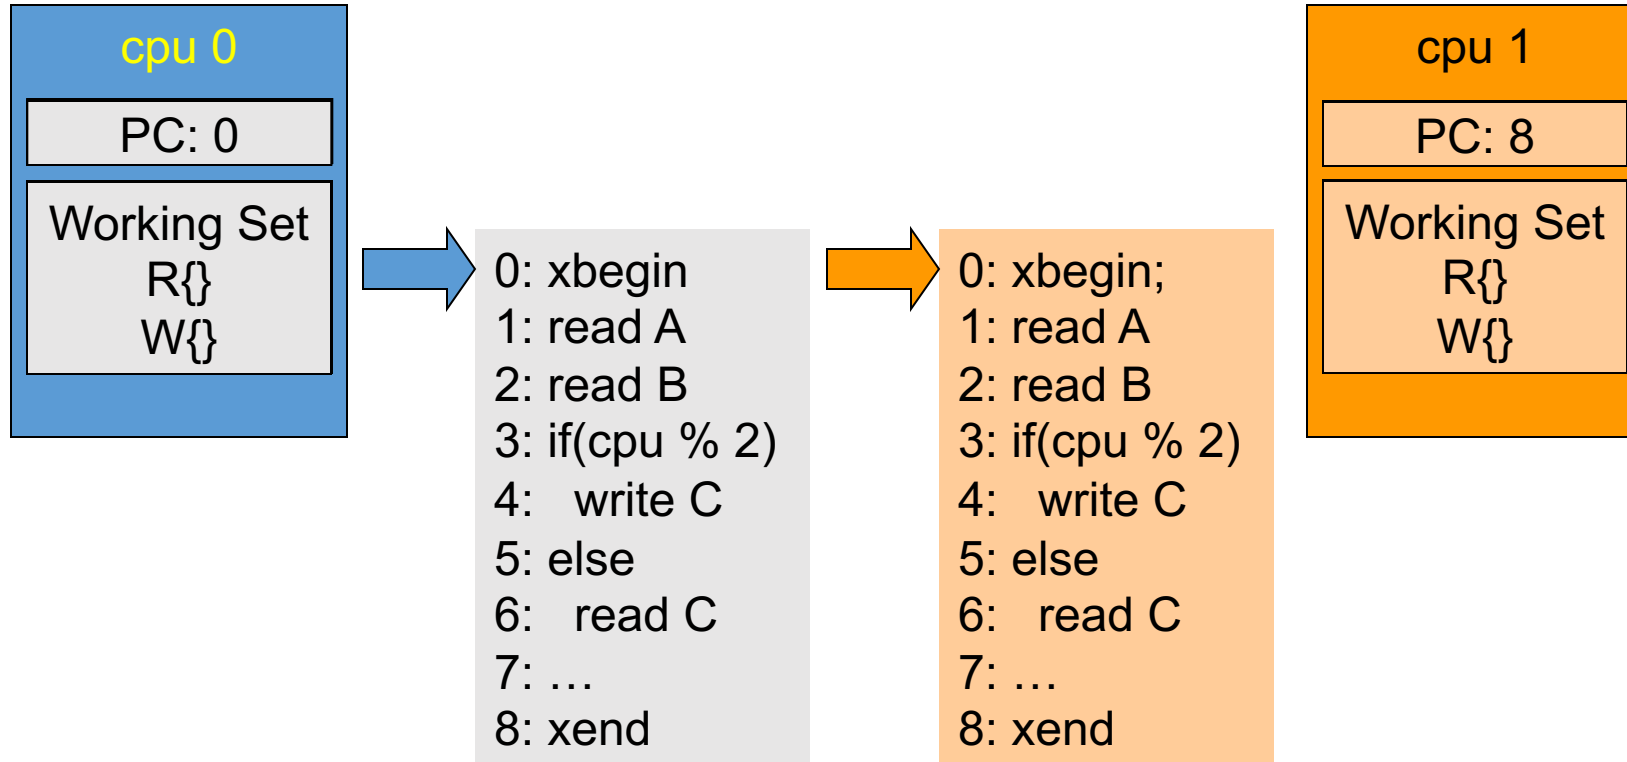 cpu 0
PC: 0
Working Set
R{}
W{}
0: xbegin
1: read A
2: read B
3: if(cpu % 2)
4: write C
5: else
6: read C
7: …
8: xend
0: xbegin;
1: read A
2: read B
3: if(cpu % 2)
4: write C
5: else
6: read C
7: …
8: xend
cpu 1
PC: 8
Working Set
R{}
W{}